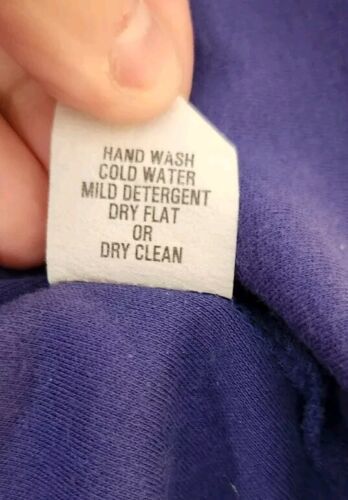 HAND WASH
COLD WATER
MILD DETERGENT
DRY FLAT
OR
DRY CLEAN